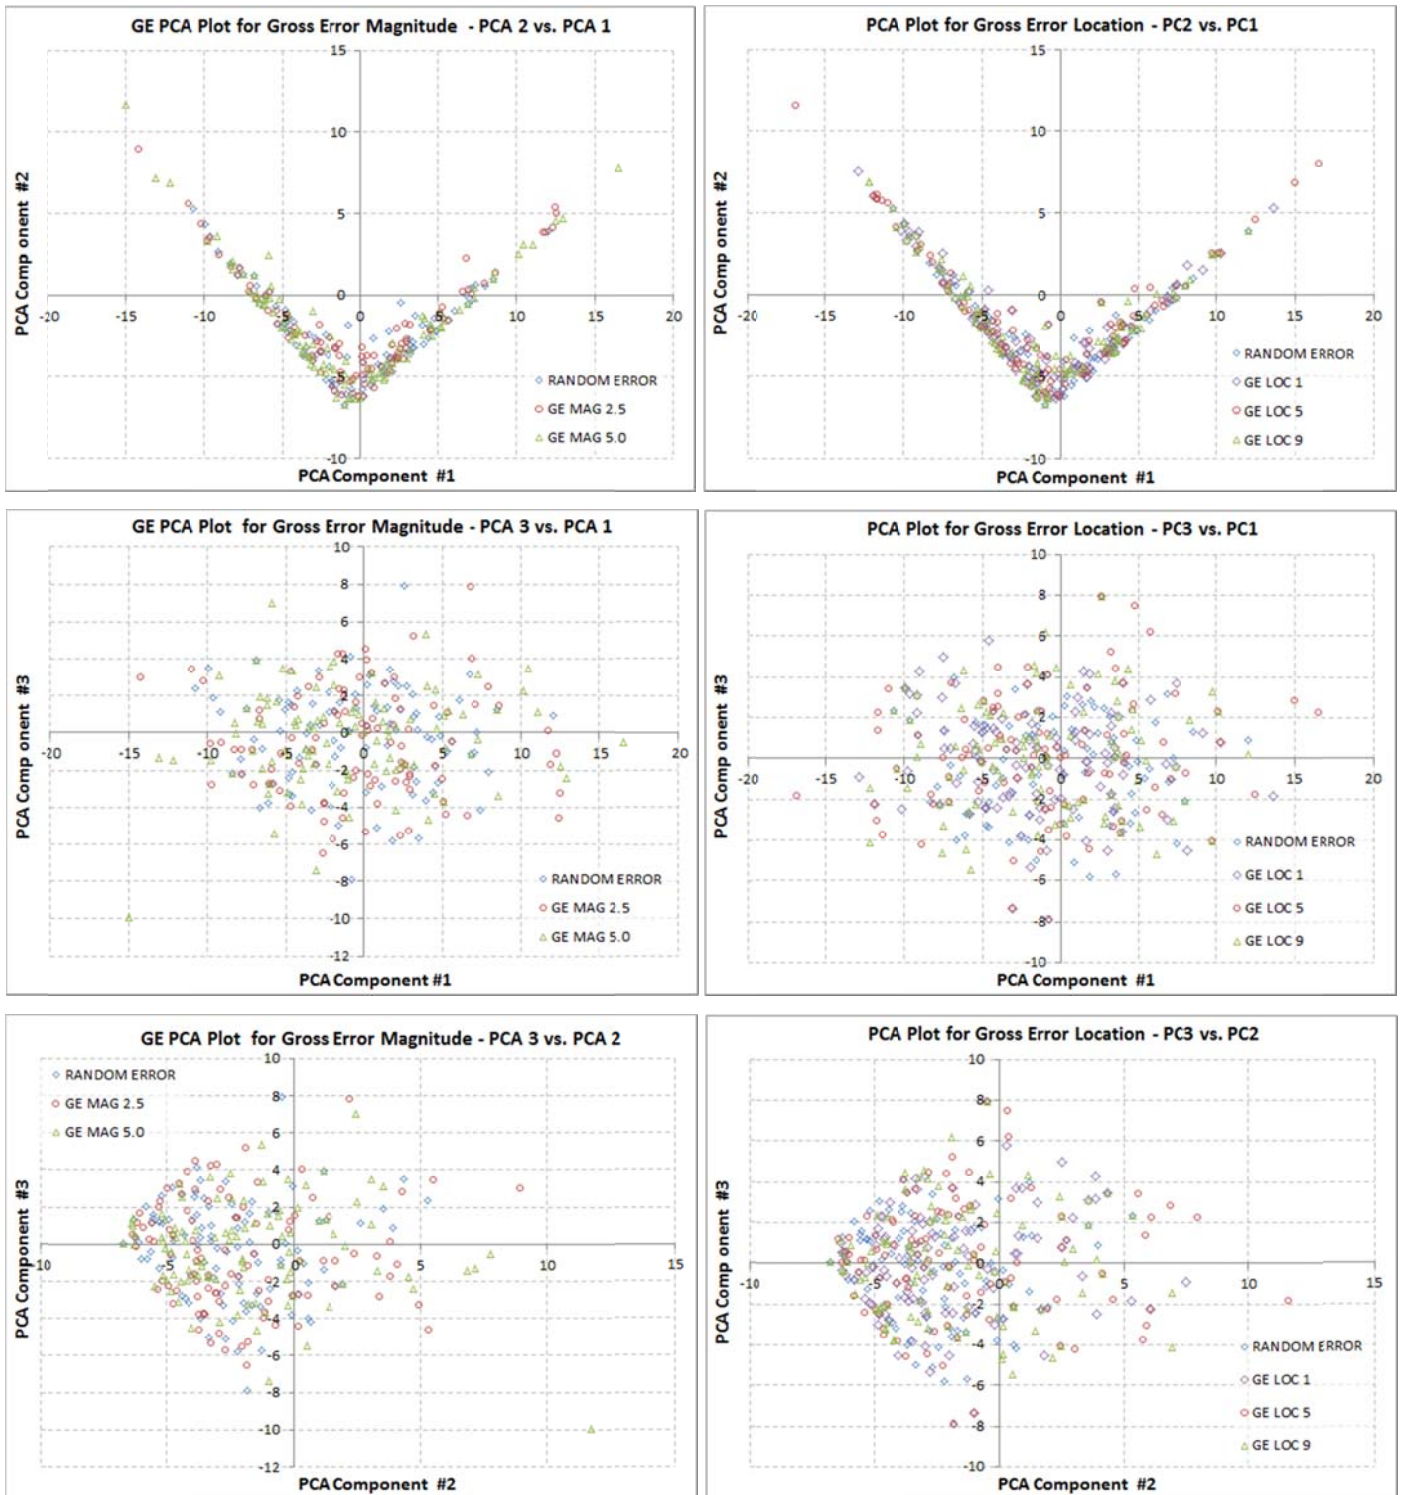 GE PCA Plot for Gross Error Magnitude - PCA 2 vs. PCA 1
15
10
5
0
-5
-10
-20 -15 -10 -5 0 5 10 15 20
PCA Comp onent #2
RANDOM ERROR
GE MAG 2.5
GE MAG 5.0
PCA Component #1
PCA Plot for Gross Error Location - PC2 vs. PC1
15
10
5
0
-5
-10
-20 -15 -10 -5 0 5 10 15 20
PCA Component #2
RANDOM ERROR
GE LOC 1
GE LOC 5
GE LOC 9
PCA Component #1
GE PCA Plot for Gross Error Magnitude - PCA 3 vs. PCA 1
10
8
6
4
2
0
-2
-4
-6
-8
-10
-12
-20 -15 -10 -5 0 5 10 15 20
PCA Comp onent #3
RANDOM ERROR
GE MAG 2.5
GE MAG 5.0
PCA Component #1
PCA Plot for Gross Error Location - PC3 vs. PC1
10
8
6
4
2
0
-2
-4
-6
-8
-10
-20 -15 -10 -5 0 5 10 15 20
PCA Comp onent #3
RANDOM ERROR
GE LOC 1
GE LOC 5
GE LOC 9
PCA Component #1
GE PCA Plot for Gross Error Magnitude - PCA 3 vs. PCA 2
10
8
6
4
2
0
-2
-4
-6
-8
-10
-12
-10 -5 0 5 10 15
PCA Comp onent #3
RANDOM ERROR
GE MAG 2.5
GE MAG 5.0
PCA Component #2
PCA Plot for Gross Error Location - PC3 vs. PC2
10
8
6
4
2
0
-2
-4
-6
-8
-10
-10 -5 0 5 10 15
PCA Comp onent #3
RANDOM ERROR
GE LOC 1
GE LOC 5
GE LOC 9
PCA Component #2